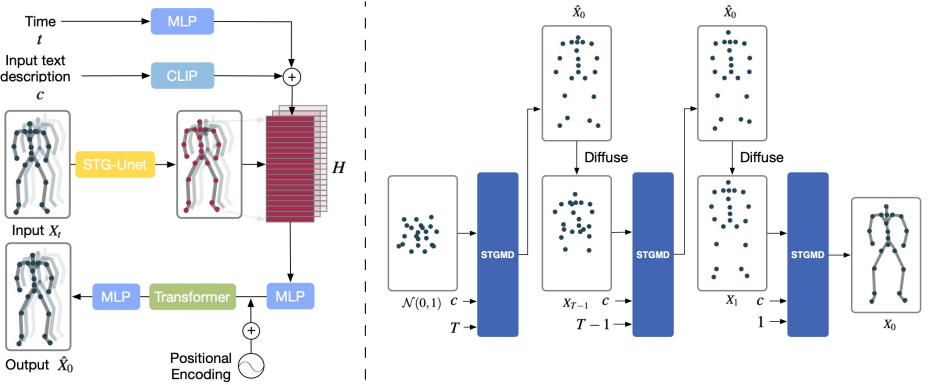 Time
t
MLP
Input text
description
c
CLIP
+
STG-Unet
H
Input X_t
MLP
Transformer
MLP
+
Output X̂_0
Positional
Encoding
X̂_0
X̂_0
Diffuse
Diffuse
STGMD
STGMD
STGMD
𝒩(0, 1)
c
T
X_{T−1}
c
T − 1
X_1
c
1
X_0